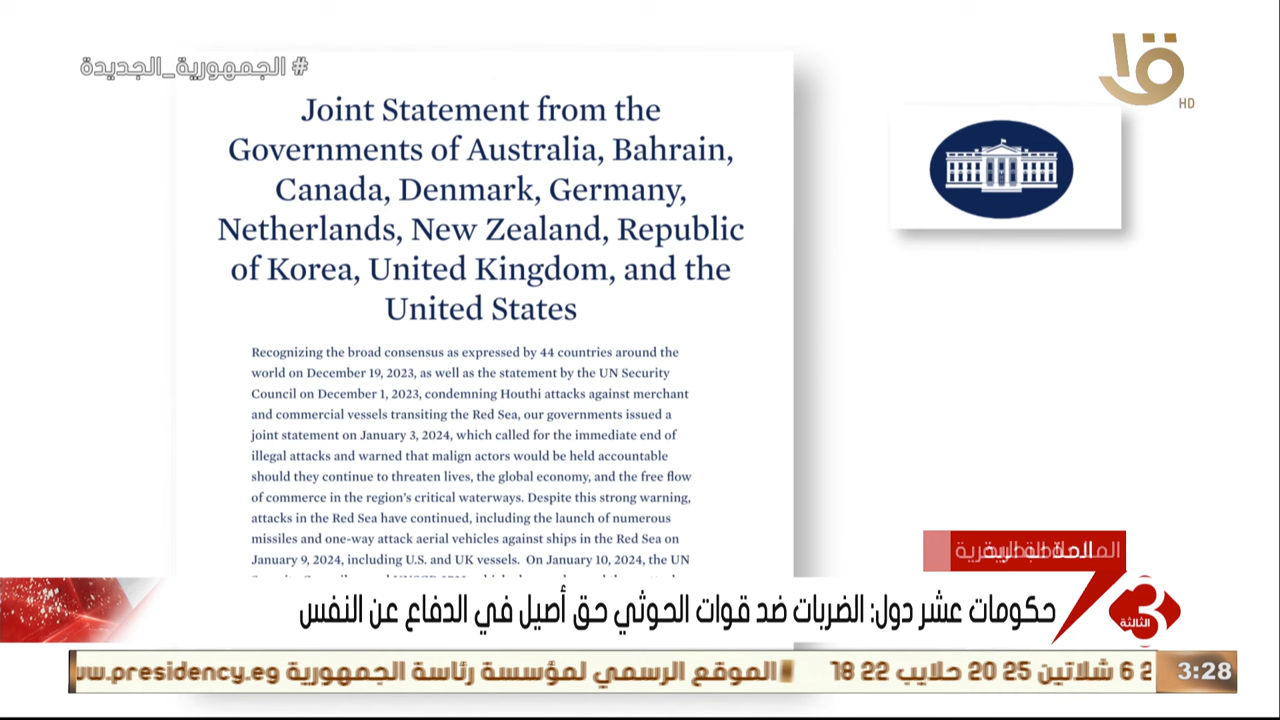 # الجمهورية_الجديدة
HD
Joint Statement from the
Governments of Australia, Bahrain,
Canada, Denmark, Germany,
Netherlands, New Zealand, Republic
of Korea, United Kingdom, and the
United States
Recognizing the broad consensus as expressed by 44 countries around the
world on December 19, 2023, as well as the statement by the UN Security
Council on December 1, 2023, condemning Houthi attacks against merchant
and commercial vessels transiting the Red Sea, our governments issued a
joint statement on January 3, 2024, which called for the immediate end of
illegal attacks and warned that malign actors would be held accountable
should they continue to threaten lives, the global economy, and the free flow
of commerce in the region's critical waterways. Despite this strong warning,
attacks in the Red Sea have continued, including the launch of numerous
missiles and one-way attack aerial vehicles against ships in the Red Sea on
January 9, 2024, including U.S. and UK vessels. On January 10, 2024, the UN
حكومات عشر دول: الضربات ضد قوات الحوثي حق أصيل في الدفاع عن النفس
3 الثالثة
6 شلاتين 25 20 حلايب 22 18 الموقع الرسمي لمؤسسة رئاسة الجمهورية www.presidency.eg
3:28